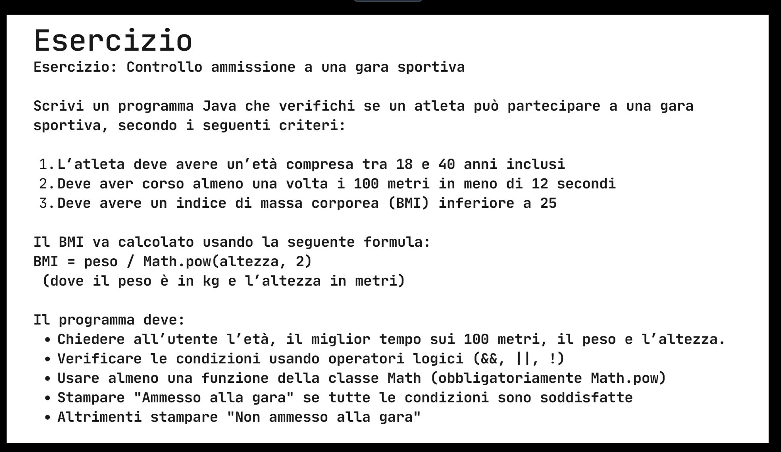 Esercizio
Esercizio: Controllo ammissione a una gara sportiva
Scrivi un programma Java che verifichi se un atleta può partecipare a una gara
sportiva, secondo i seguenti criteri:
1. L’atleta deve avere un’età compresa tra 18 e 40 anni inclusi
2. Deve aver corso almeno una volta i 100 metri in meno di 12 secondi
3. Deve avere un indice di massa corporea (BMI) inferiore a 25
Il BMI va calcolato usando la seguente formula:
BMI = peso / Math.pow(altezza, 2)
(dove il peso è in kg e l’altezza in metri)
Il programma deve:
• Chiedere all’utente l’età, il miglior tempo sui 100 metri, il peso e l’altezza.
• Verificare le condizioni usando operatori logici (&&, ||, !)
• Usare almeno una funzione della classe Math (obbligatoriamente Math.pow)
• Stampare "Ammesso alla gara" se tutte le condizioni sono soddisfatte
• Altrimenti stampare "Non ammesso alla gara"